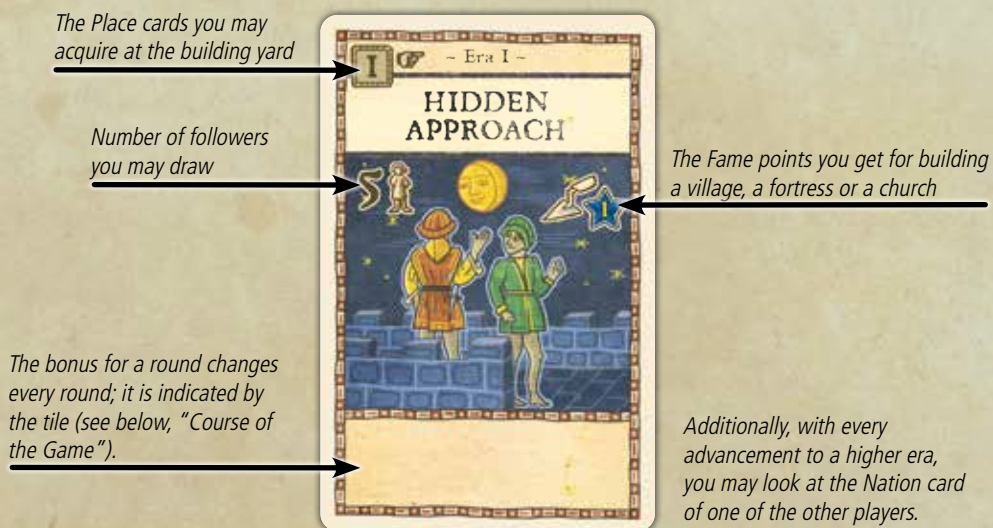 The Place cards you may
acquire at the building yard
I
~ Era I ~
HIDDEN
APPROACH
Number of followers
you may draw
5
1
The Fame points you get for building
a village, a fortress or a church
The bonus for a round changes
every round; it is indicated by
the tile (see below, “Course of
the Game”).
Additionally, with every
advancement to a higher era,
you may look at the Nation card
of one of the other players.